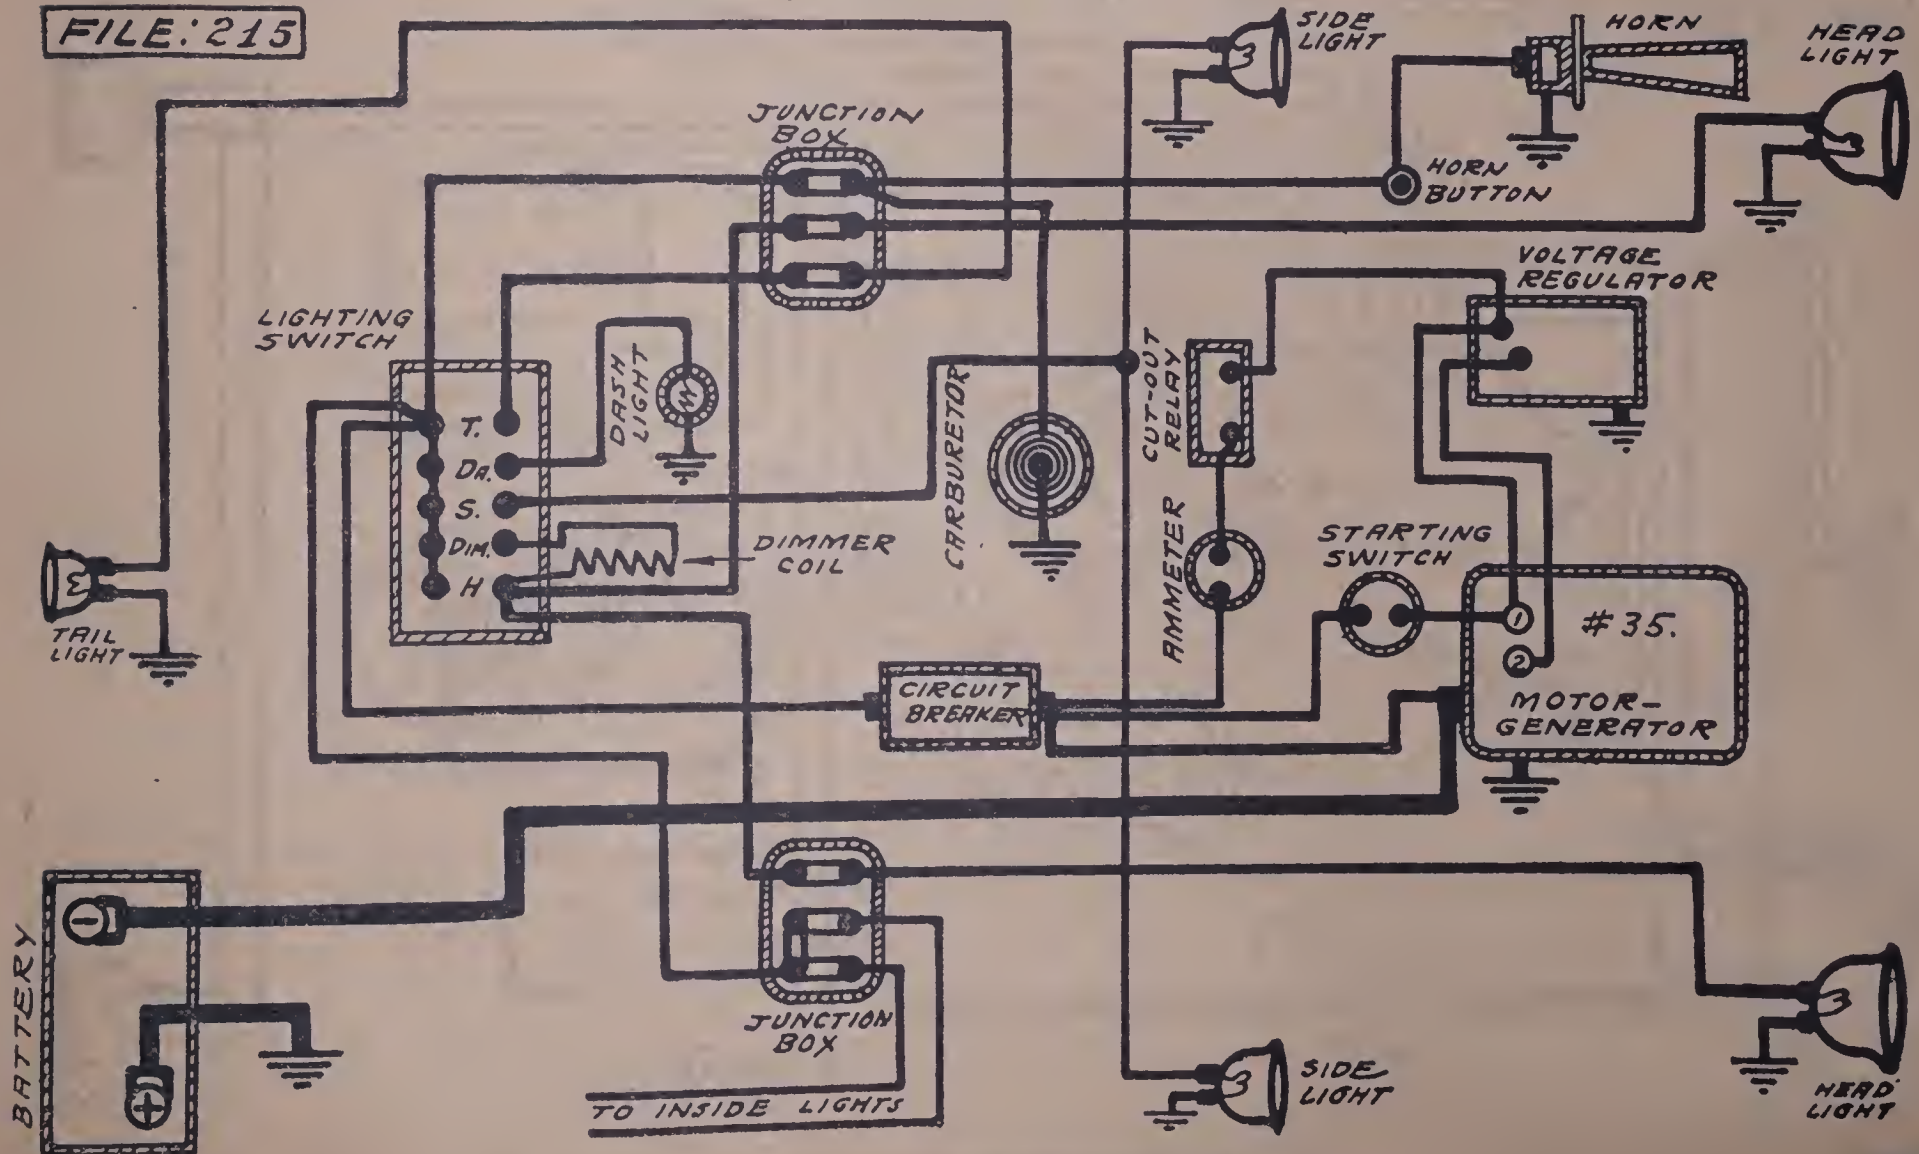 FILE: 215
SIDE
LIGHT
HORN
HEAD
LIGHT
JUNCTION
BOX
HORN
BUTTON
VOLTAGE
REGULATOR
LIGHTING
SWITCH
DASH
LIGHT
CARBURETOR
CUT-OUT
RELAY
T.
DA.
S.
DIM.
H
DIMMER
COIL
AMMETER
STARTING
SWITCH
1
2
#35.
MOTOR-
GENERATOR
TAIL
LIGHT
CIRCUIT
BREAKER
BATTERY
-
+
JUNCTION
BOX
TO INSIDE LIGHTS
SIDE
LIGHT
HEAD
LIGHT